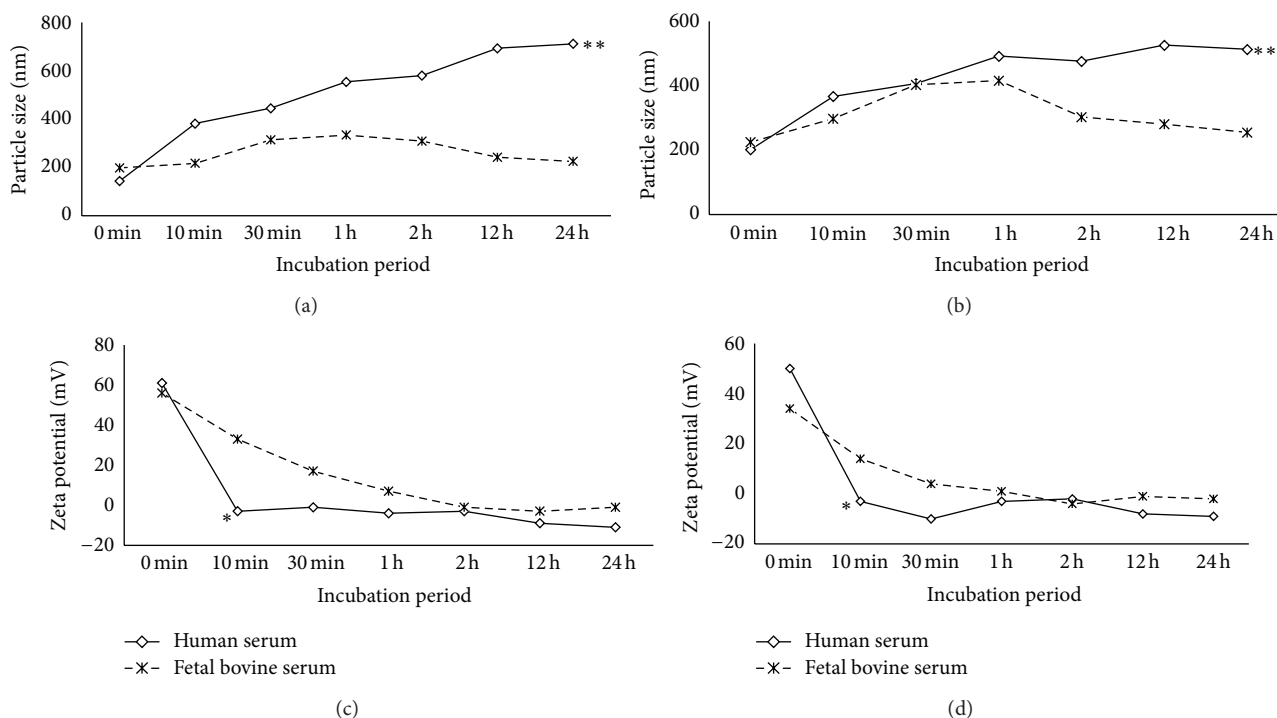 800
600
400
200
0
Particle size (nm)
**
0 min 10 min 30 min 1 h 2 h 12 h 24 h
Incubation period
(a)
600
400
200
0
Particle size (nm)
**
0 min 10 min 30 min 1 h 2 h 12 h 24 h
Incubation period
(b)
80
60
40
20
0
−20
Zeta potential (mV)
*
0 min 10 min 30 min 1 h 2 h 12 h 24 h
Incubation period
Human serum
Fetal bovine serum
(c)
60
40
20
0
−20
Zeta potential (mV)
*
0 min 10 min 30 min 1 h 2 h 12 h 24 h
Incubation period
Human serum
Fetal bovine serum
(d)